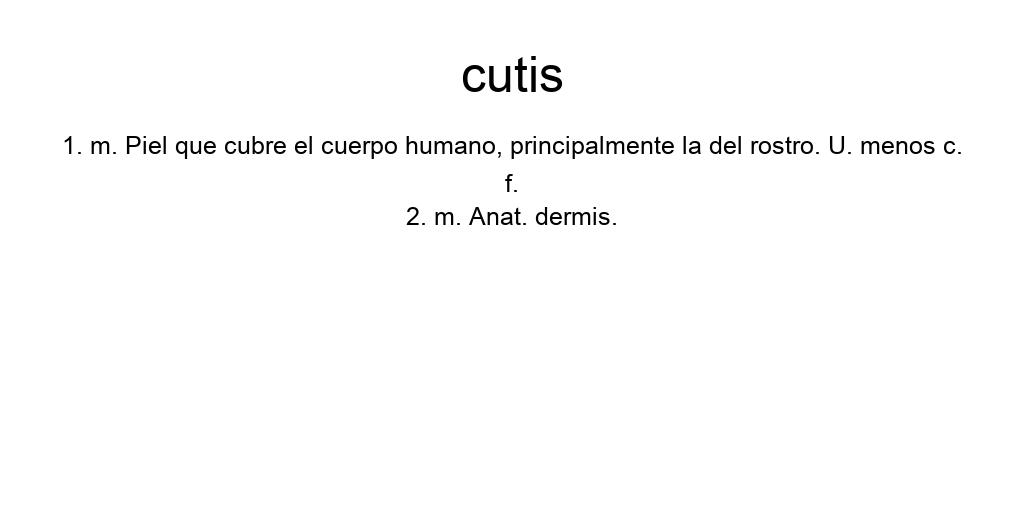 cutis
1. m. Piel que cubre el cuerpo humano, principalmente la del rostro. U. menos c.
f.
2. m. Anat. dermis.